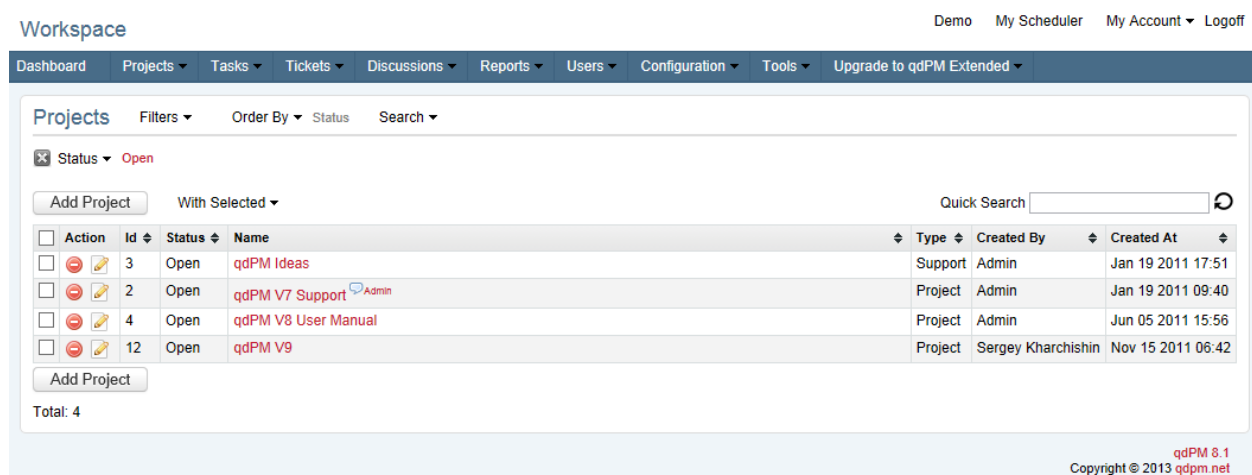 Workspace Demo My Scheduler My Account Logoff
Dashboard Projects Tasks Tickets Discussions Reports Users Configuration Tools Upgrade to qdPM Extended
Projects Filters Order By Status Search
Status Open
Add Project With Selected Quick Search
Action Id Status Name Type Created By Created At
3 Open qdPM Ideas Support Admin Jan 19 2011 17:51
2 Open qdPM V7 Support Admin Project Admin Jan 19 2011 09:40
4 Open qdPM V8 User Manual Project Admin Jun 05 2011 15:56
12 Open qdPM V9 Project Sergey Kharchishin Nov 15 2011 06:42
Add Project
Total: 4
qdPM 8.1
Copyright © 2013 qdpm.net